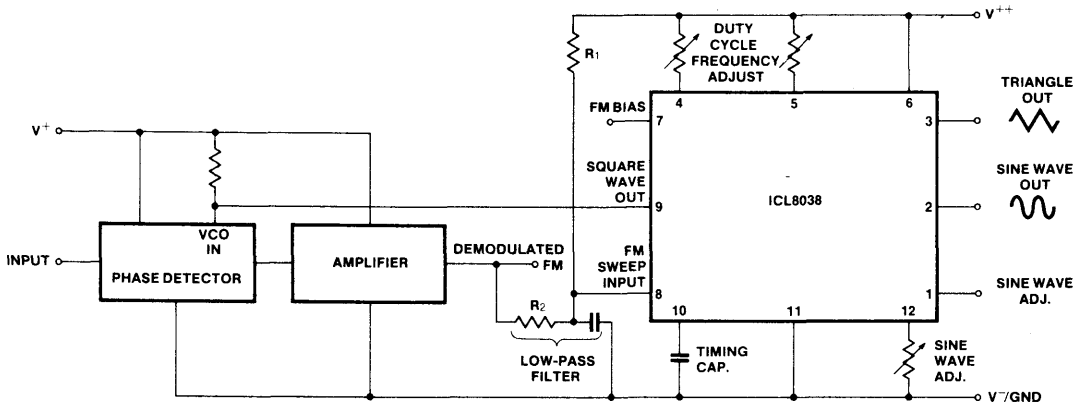 V++
DUTY
CYCLE
FREQUENCY
ADJUST
R1
4
5
6
TRIANGLE
OUT
FM BIAS
7
3
V+
SQUARE
WAVE
OUT
9
ICL8038
SINE WAVE
OUT
2
VCO
IN
INPUT
PHASE DETECTOR
AMPLIFIER
DEMODULATED
FM
FM
SWEEP
INPUT
8
1
SINE WAVE
ADJ.
10
11
12
R2
LOW-PASS
FILTER
TIMING
CAP.
SINE
WAVE
ADJ.
V-/GND